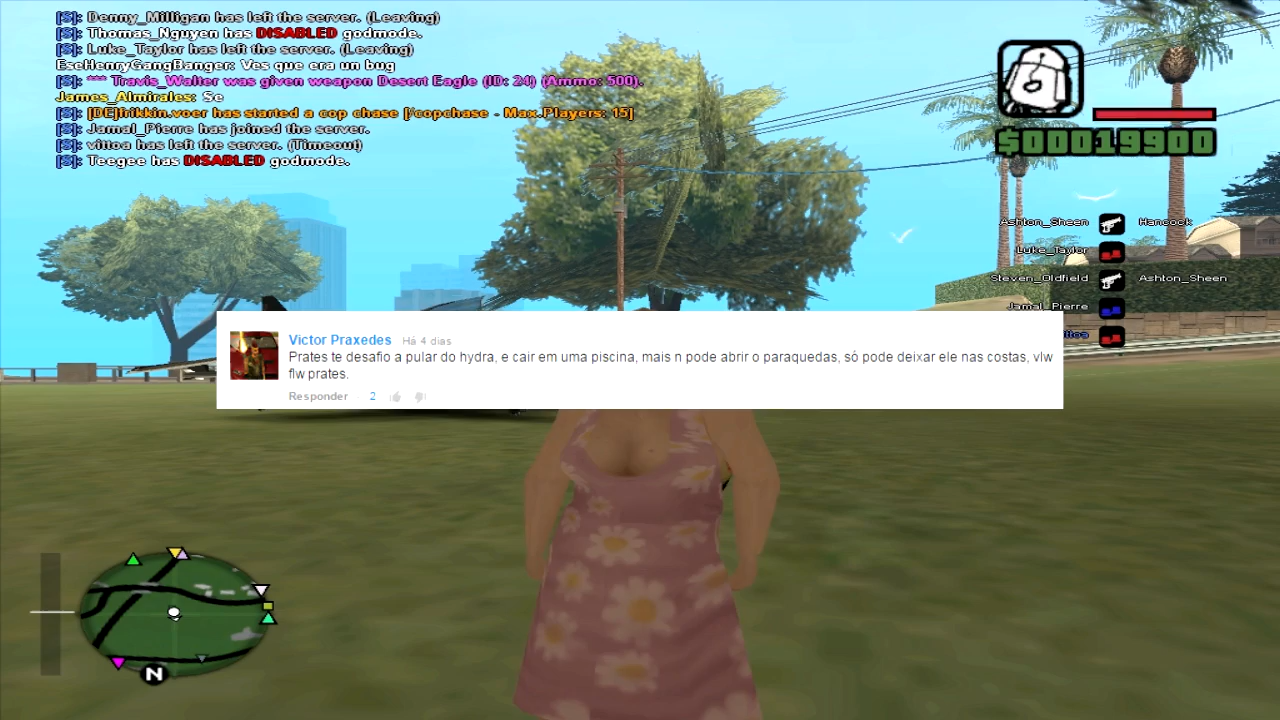 [S]: Denny_Milligan has left the server. (Leaving)
[S]: Thomas_Nguyen has DISABLED godmode.
[S]: Luke_Taylor has left the server. (Leaving)
EseHenryGangBanger: Ves que era un bug
[S]: *** Travis_Walter was given weapon Desert Eagle (ID: 24) (Ammo: 500).
James_Almirales: Se
[S]: [DE]frikkin.voer has started a cop chase [/copchase - Max.Players: 15]
[S]: Jamal_Pierre has joined the server.
[S]: vittoa has left the server. (Timeout)
[S]: Teegee has DISABLED godmode.
$00019900
Ashton_Sheen Hancock
Luke_Taylor
Steven_Oldfield Ashton_Sheen
Jamal_Pierre
Victor Praxedes Há 4 dias
Prates te desafio a pular do hydra, e cair em uma piscina, mais n pode abrir o paraquedas, só pode deixar ele nas costas, vlw
flw prates.
Responder · 2
N